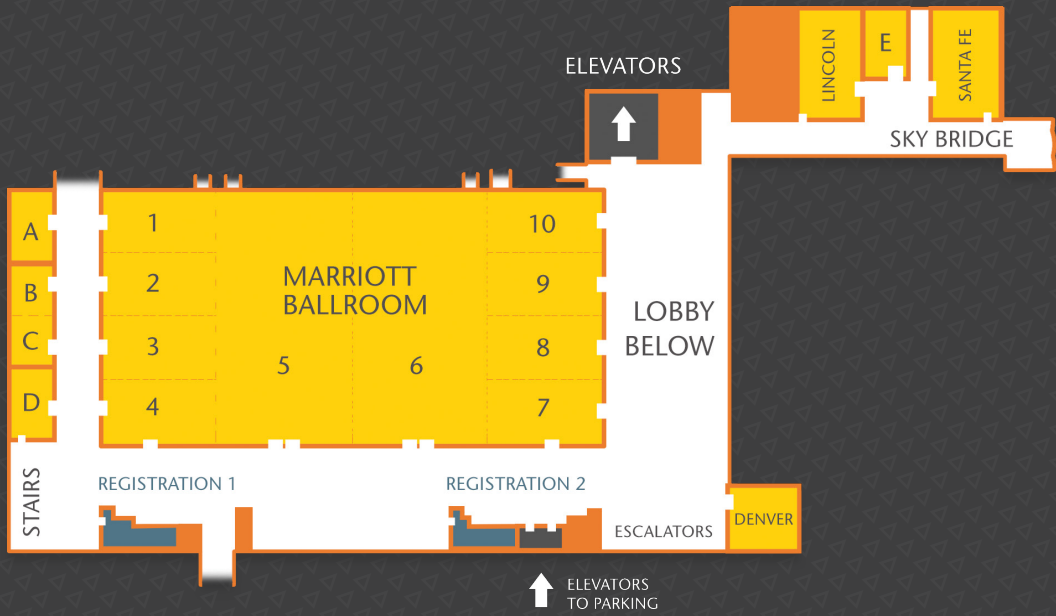 ELEVATORS
LINCOLN
E
SANTA FE
SKY BRIDGE
A
B
C
D
1
2
3
4
MARRIOTT
BALLROOM
5
6
10
9
8
7
LOBBY
BELOW
STAIRS
REGISTRATION 1
REGISTRATION 2
ESCALATORS
DENVER
ELEVATORS
TO PARKING